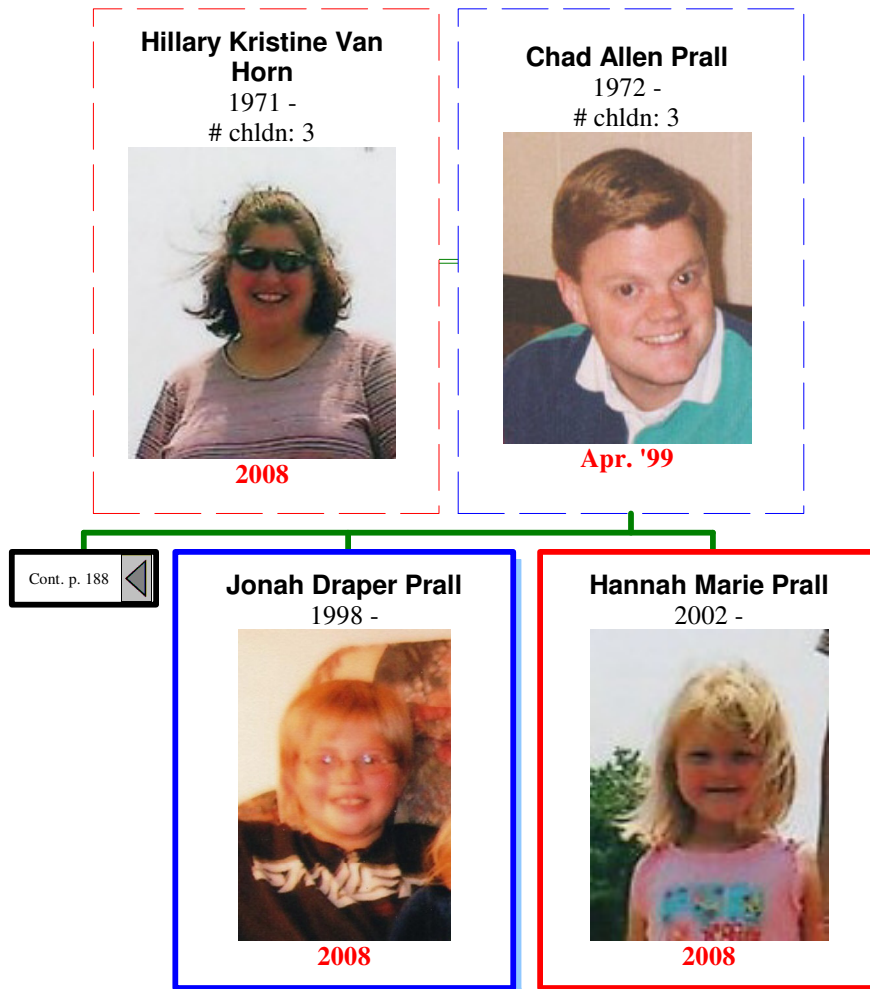 Hillary Kristine Van
Horn
1971 -
# chldn: 3
2008
Chad Allen Prall
1972 -
# chldn: 3
Apr. '99
Cont. p. 188
Jonah Draper Prall
1998 -
2008
Hannah Marie Prall
2002 -
2008